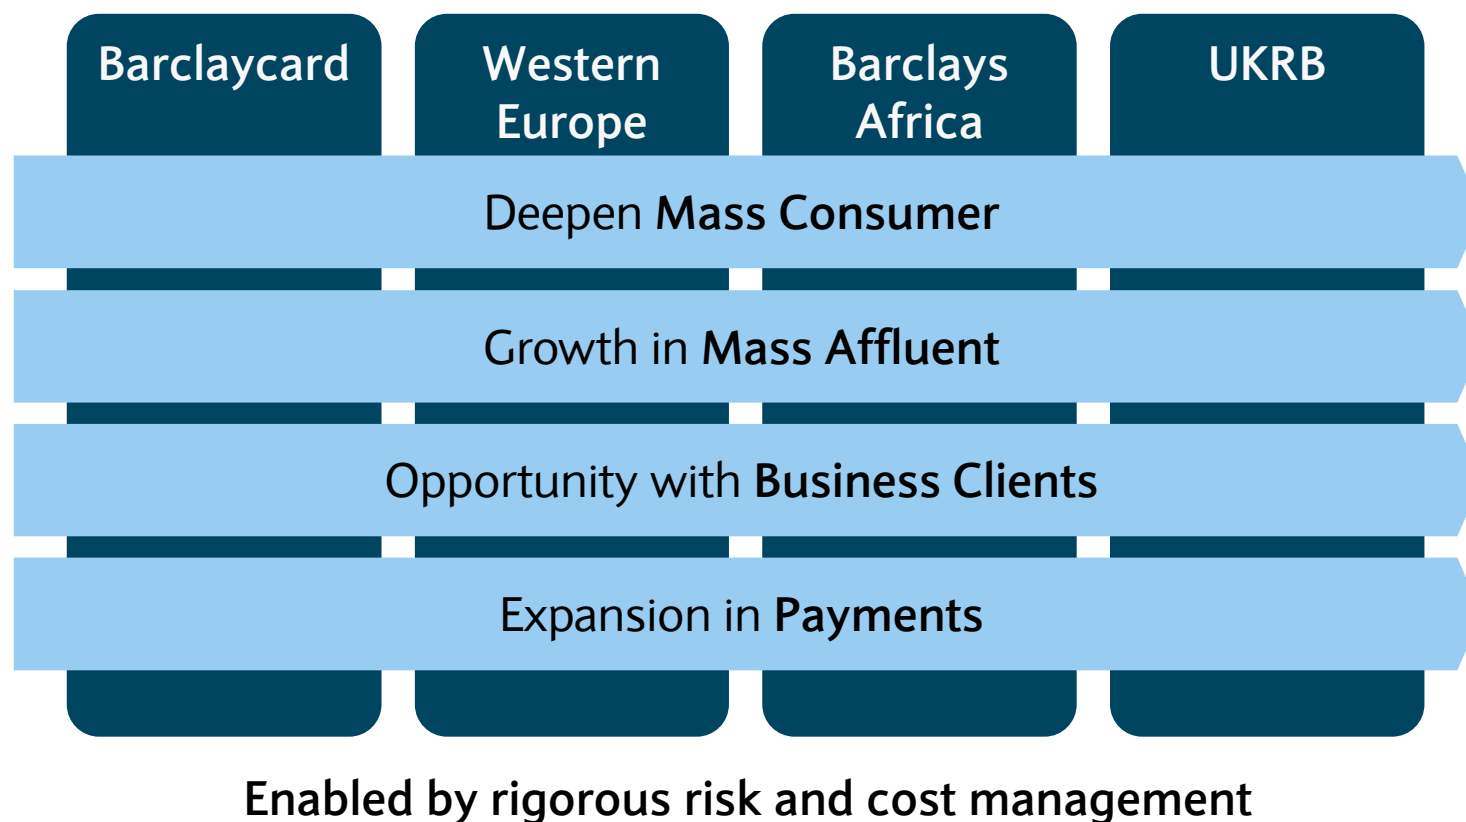 Barclaycard
Western
Europe
Barclays
Africa
UKRB
Deepen Mass Consumer
Growth in Mass Affluent
Opportunity with Business Clients
Expansion in Payments
Enabled by rigorous risk and cost management